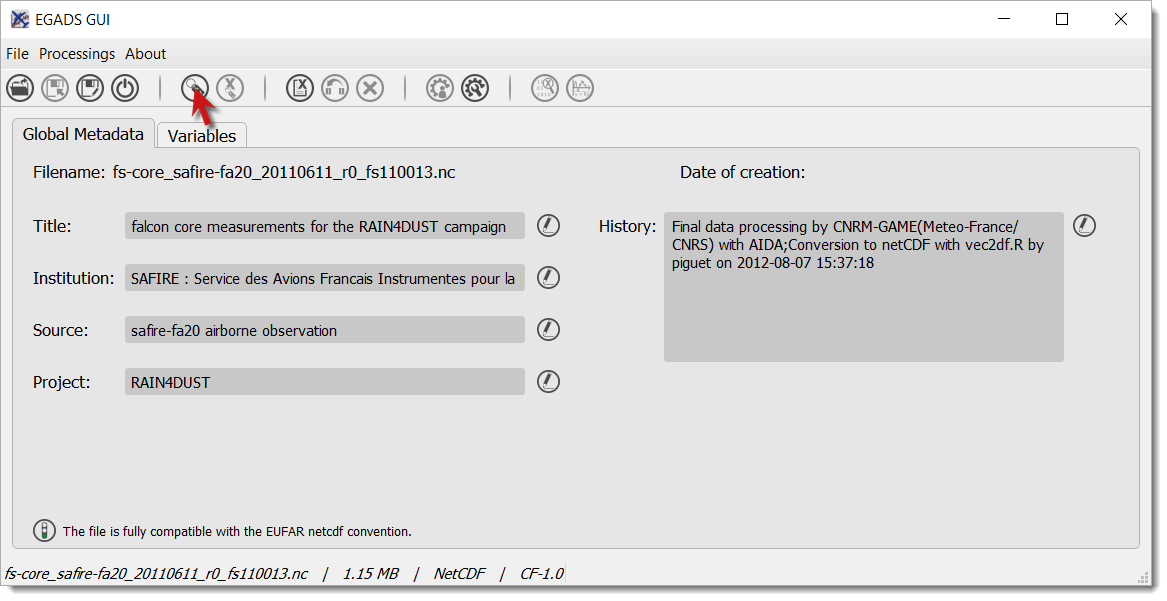 EGADS GUI
File Processings About
Global Metadata Variables
Filename: fs-core_safire-fa20_20110611_r0_fs110013.nc Date of creation:
Title: falcon core measurements for the RAIN4DUST campaign
History: Final data processing by CNRM-GAME(Meteo-France/
CNRS) with AIDA;Conversion to netCDF with vec2df.R by
piguet on 2012-08-07 15:37:18
Institution: SAFIRE : Service des Avions Francais Instrumentes pour la
Source: safire-fa20 airborne observation
Project: RAIN4DUST
The file is fully compatible with the EUFAR netcdf convention.
fs-core_safire-fa20_20110611_r0_fs110013.nc | 1.15 MB | NetCDF | CF-1.0